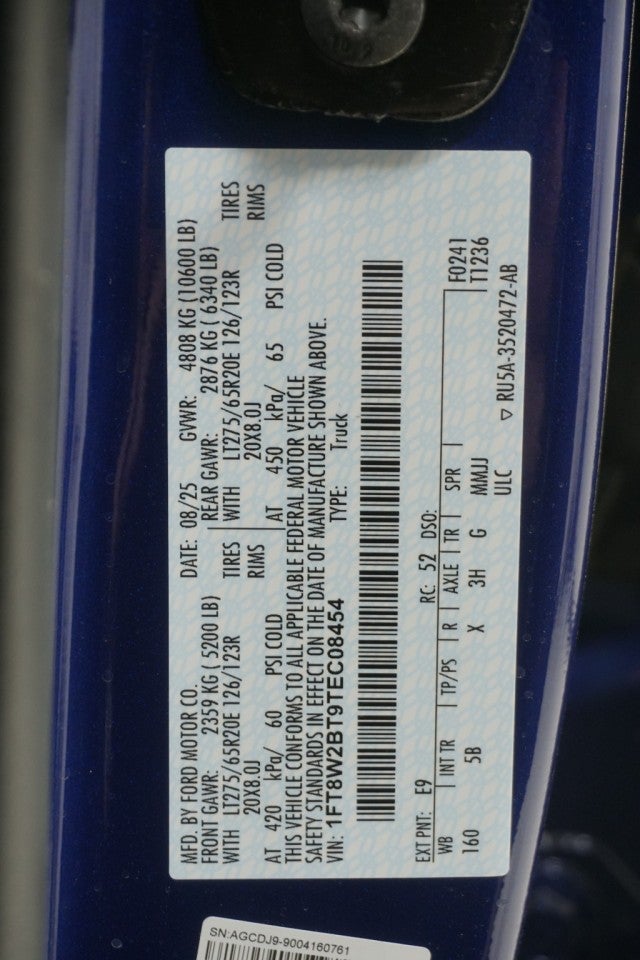 MFD. BY FORD MOTOR CO. DATE: 08/25 GVWR: 4808 KG (10600 LB)
FRONT GAWR: 2359 KG ( 5200 LB) REAR GAWR: 2876 KG ( 6340 LB)
WITH LT275/65R20E 126/123R TIRES WITH LT275/65R20E 126/123R TIRES
20X8.0J RIMS 20X8.0J RIMS
AT 420 kPa/ 60 PSI COLD AT 450 kPa/ 65 PSI COLD
THIS VEHICLE CONFORMS TO ALL APPLICABLE FEDERAL MOTOR VEHICLE
SAFETY STANDARDS IN EFFECT ON THE DATE OF MANUFACTURE SHOWN ABOVE.
VIN: 1FT8W2BT9TEC08454 TYPE: Truck
EXT PNT: E9 RC: 52 DSO: F0241
WB INT TR TP/PS R AXLE TR SPR T1236
160 5B X 3H G MMJJ
ULC ▽ RU5A-3520472-AB
SN:AGCDJ9-9004160761